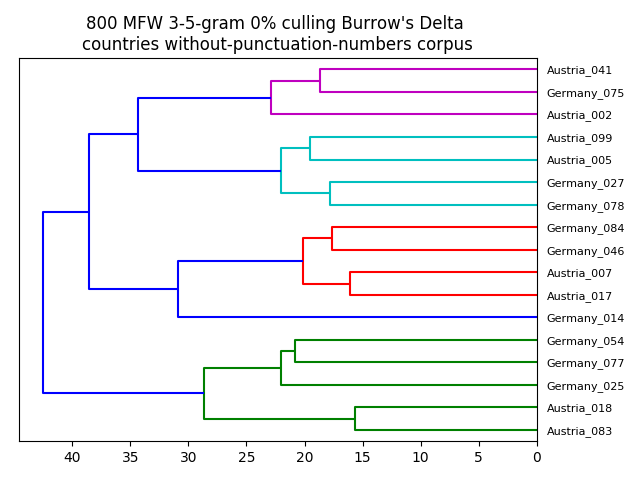 800 MFW 3-5-gram 0% culling Burrow's Delta
countries without-punctuation-numbers corpus
Austria_041
Germany_075
Austria_002
Austria_099
Austria_005
Germany_027
Germany_078
Germany_084
Germany_046
Austria_007
Austria_017
Germany_014
Germany_054
Germany_077
Germany_025
Austria_018
Austria_083
40 35 30 25 20 15 10 5 0